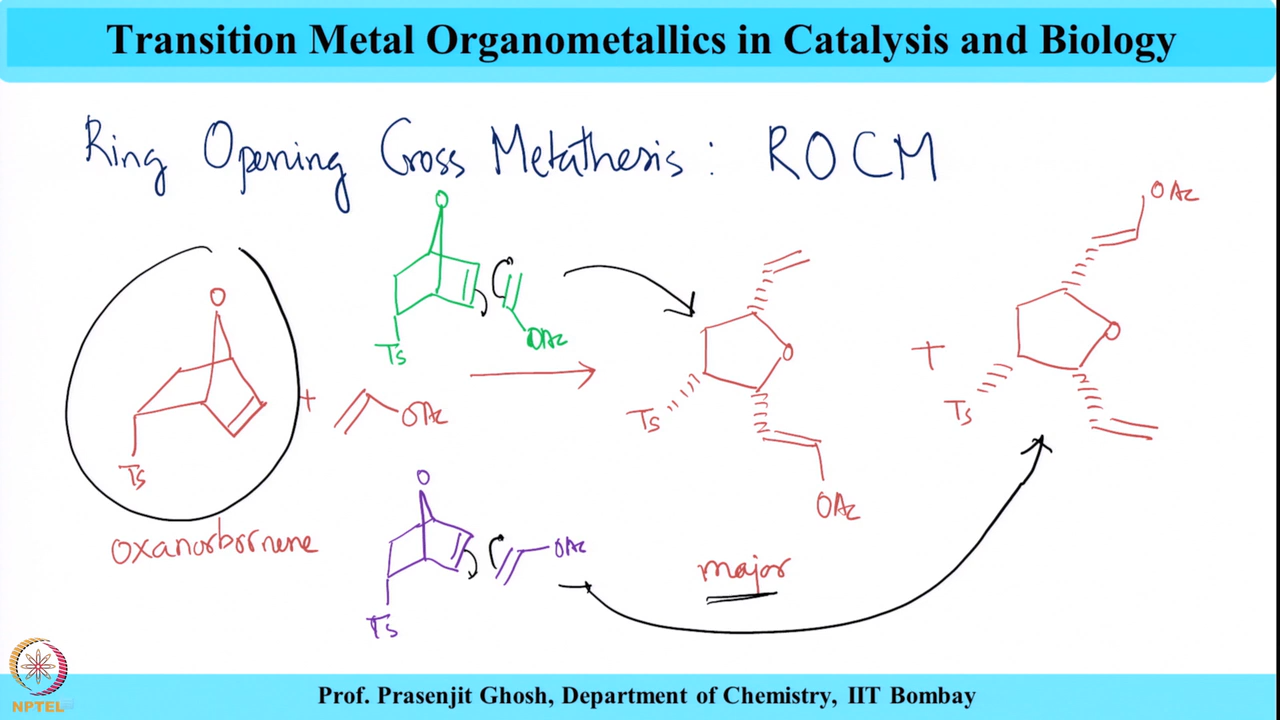 Transition Metal Organometallics in Catalysis and Biology
Ring Opening Cross Metathesis: ROCM
O
Ts
OAc
O
Ts
+
OAc
oxanorbornene
O
Ts
OAc
O
Ts
OAc
major
+
OAc
O
Ts
Prof. Prasenjit Ghosh, Department of Chemistry, IIT Bombay
NPTEL